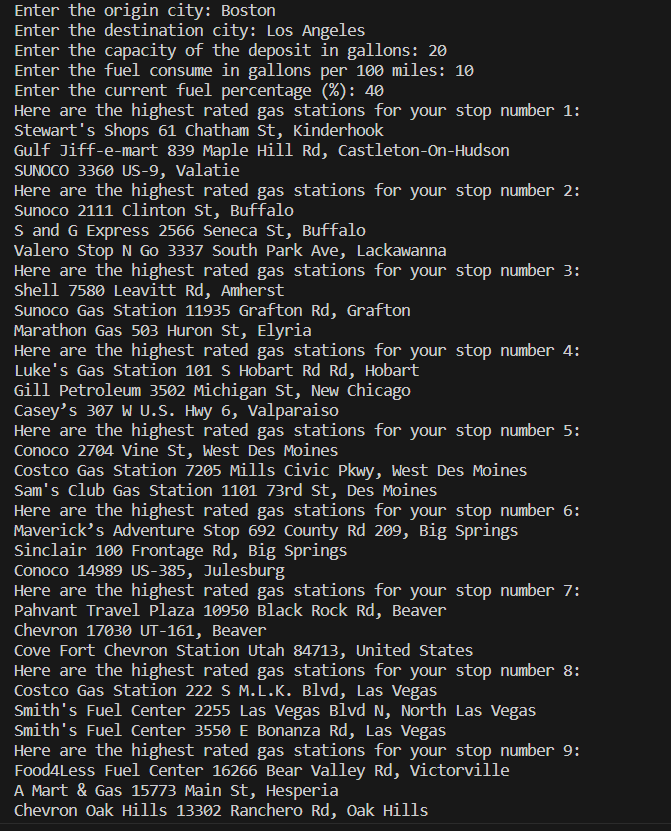 Enter the origin city: Boston
Enter the destination city: Los Angeles
Enter the capacity of the deposit in gallons: 20
Enter the fuel consume in gallons per 100 miles: 10
Enter the current fuel percentage (%): 40
Here are the highest rated gas stations for your stop number 1:
Stewart's Shops 61 Chatham St, Kinderhook
Gulf Jiff-e-mart 839 Maple Hill Rd, Castleton-On-Hudson
SUNOCO 3360 US-9, Valatie
Here are the highest rated gas stations for your stop number 2:
Sunoco 2111 Clinton St, Buffalo
S and G Express 2566 Seneca St, Buffalo
Valero Stop N Go 3337 South Park Ave, Lackawanna
Here are the highest rated gas stations for your stop number 3:
Shell 7580 Leavitt Rd, Amherst
Sunoco Gas Station 11935 Grafton Rd, Grafton
Marathon Gas 503 Huron St, Elyria
Here are the highest rated gas stations for your stop number 4:
Luke's Gas Station 101 S Hobart Rd Rd, Hobart
Gill Petroleum 3502 Michigan St, New Chicago
Casey’s 307 W U.S. Hwy 6, Valparaiso
Here are the highest rated gas stations for your stop number 5:
Conoco 2704 Vine St, West Des Moines
Costco Gas Station 7205 Mills Civic Pkwy, West Des Moines
Sam's Club Gas Station 1101 73rd St, Des Moines
Here are the highest rated gas stations for your stop number 6:
Maverick’s Adventure Stop 692 County Rd 209, Big Springs
Sinclair 100 Frontage Rd, Big Springs
Conoco 14989 US-385, Julesburg
Here are the highest rated gas stations for your stop number 7:
Pahvant Travel Plaza 10950 Black Rock Rd, Beaver
Chevron 17030 UT-161, Beaver
Cove Fort Chevron Station Utah 84713, United States
Here are the highest rated gas stations for your stop number 8:
Costco Gas Station 222 S M.L.K. Blvd, Las Vegas
Smith's Fuel Center 2255 Las Vegas Blvd N, North Las Vegas
Smith's Fuel Center 3550 E Bonanza Rd, Las Vegas
Here are the highest rated gas stations for your stop number 9:
Food4Less Fuel Center 16266 Bear Valley Rd, Victorville
A Mart & Gas 15773 Main St, Hesperia
Chevron Oak Hills 13302 Ranchero Rd, Oak Hills